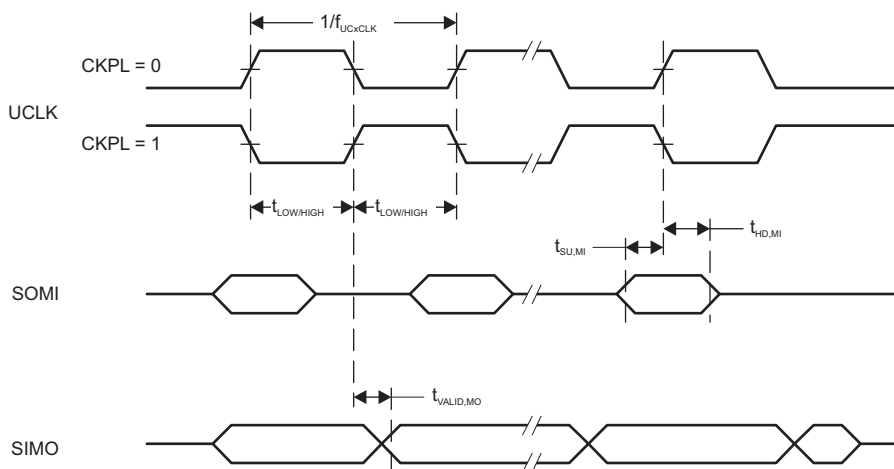 1/fUCxCLK
CKPL = 0
UCLK
CKPL = 1
tLOW/HIGH tLOW/HIGH
tSU,MI tHD,MI
SOMI
tVALID,MO
SIMO